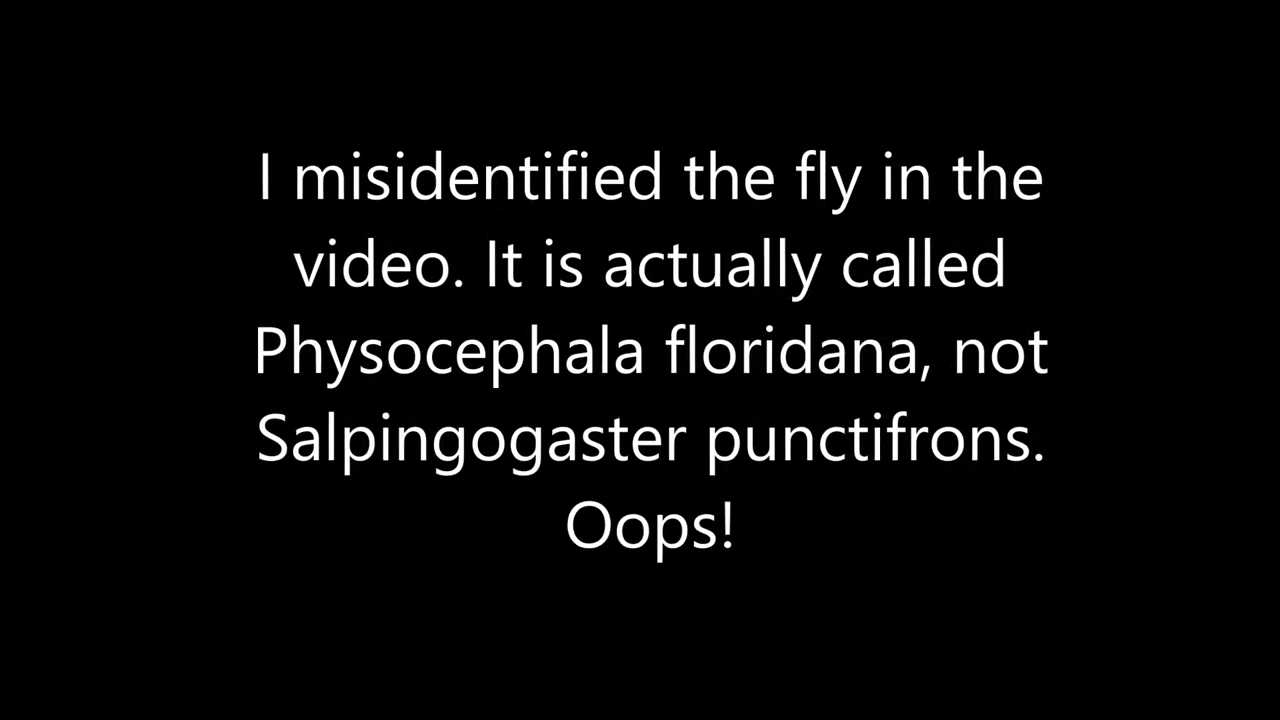 I misidentified the fly in the
video. It is actually called
Physocephala floridana, not
Salpingogaster punctifrons.
Oops!